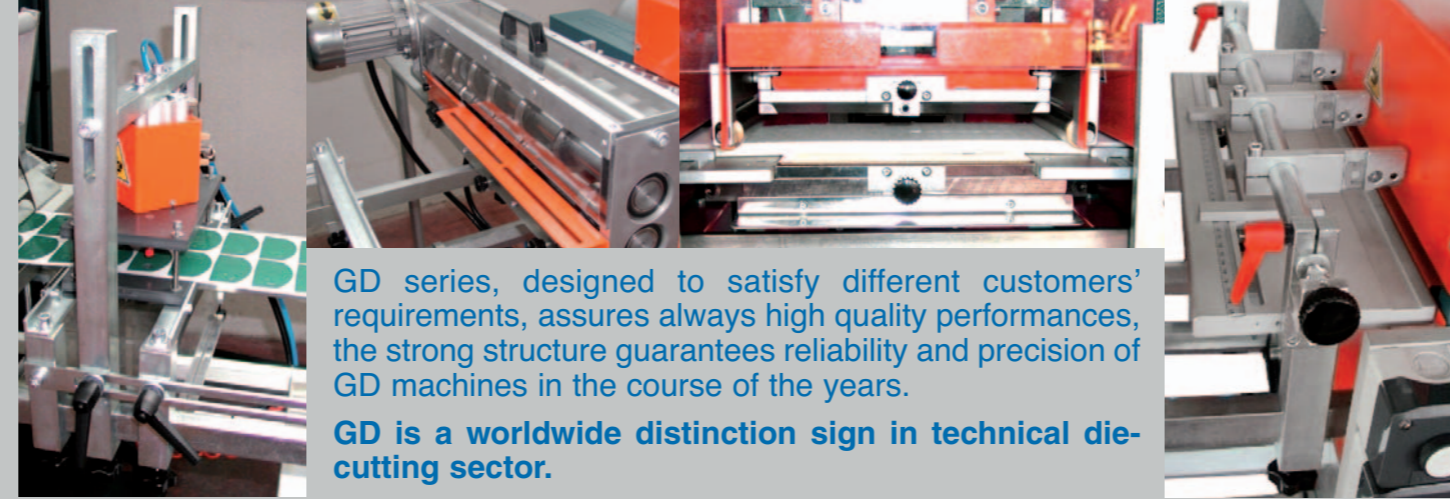 GD series, designed to satisfy different customers'
requirements, assures always high quality performances,
the strong structure guarantees reliability and precision of
GD machines in the course of the years.
GD is a worldwide distinction sign in technical die-
cutting sector.